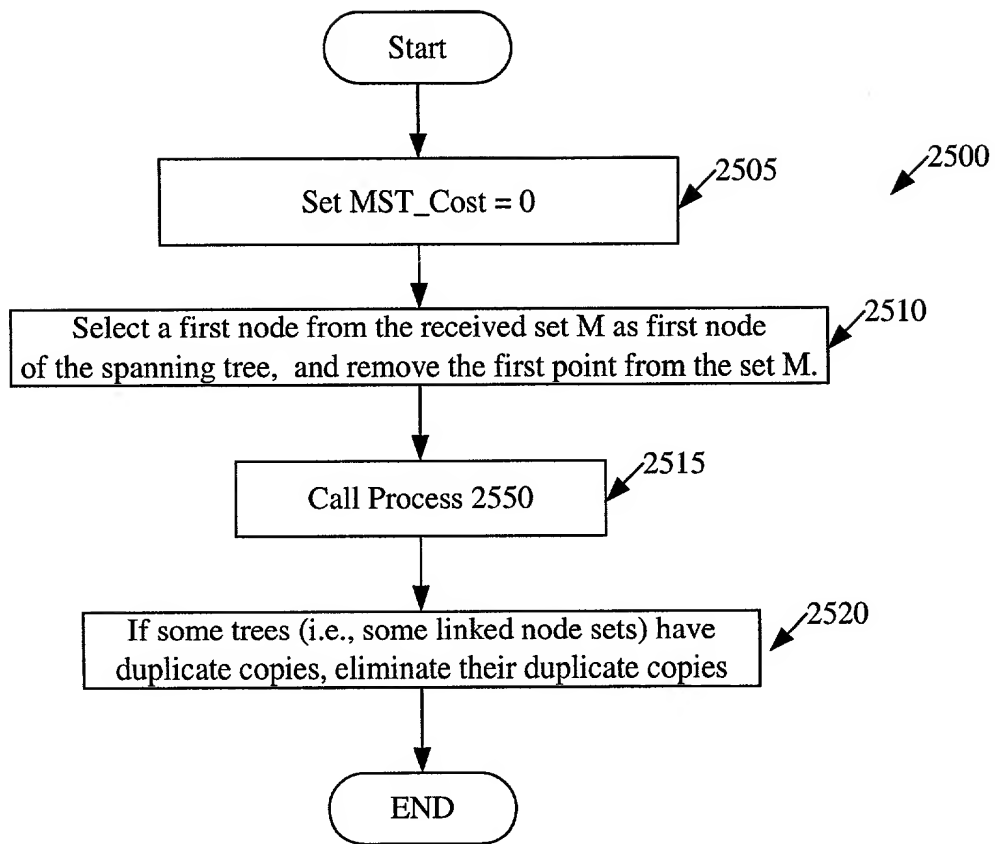 Start
2500
2505
Set MST_Cost = 0
2510
Select a first node from the received set M as first node
of the spanning tree, and remove the first point from the set M.
2515
Call Process 2550
2520
If some trees (i.e., some linked node sets) have
duplicate copies, eliminate their duplicate copies
END